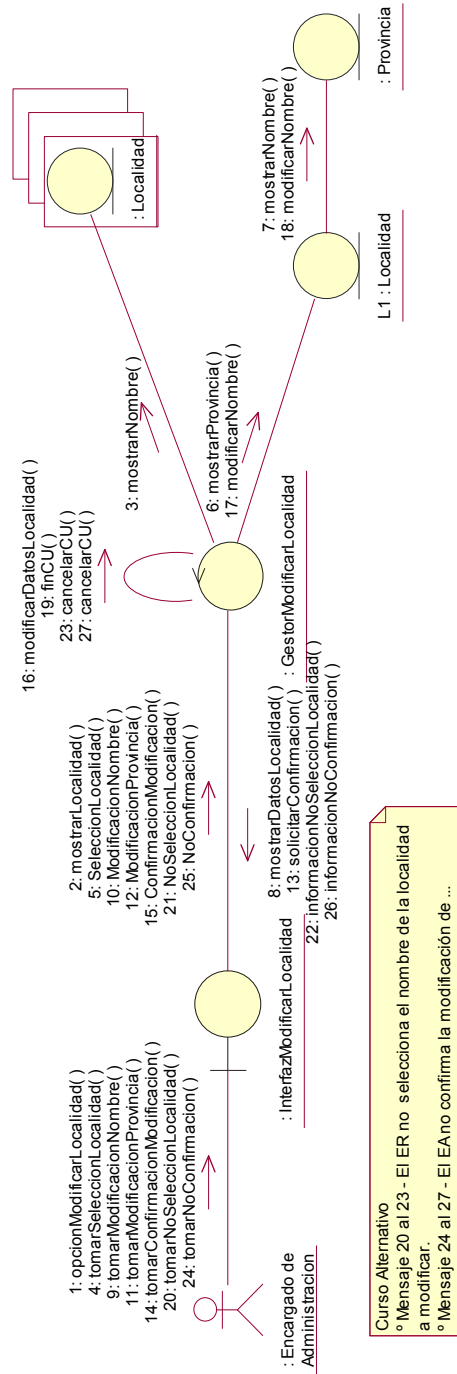 1: opcionModificarLocalidad( )
4: tomarSeleccionLocalidad( )
9: tomarModificacionNombre( )
11: tomarModificacionProvincia( )
14: tomarConfirmacionModificacion( )
20: tomarNoSeleccionLocalidad( )
24: tomarNoConfirmacion( )
: Encargado de
Administracion
: InterfazModificarLocalidad
2: mostrarLocalidad( )
5: SeleccionLocalidad( )
10: ModificacionNombre( )
12: ModificacionProvincia( )
15: ConfirmacionModificacion( )
21: NoSeleccionLocalidad( )
25: NoConfirmacion( )
8: mostrarDatosLocalidad( )
13: solicitarConfirmacion( )
22: informacionNoSeleccionLocalidad( )
26: informacionNoConfirmacion( )
: GestorModificarLocalidad
16: modificarDatosLocalidad( )
19: finCU( )
23: cancelarCU( )
27: cancelarCU( )
3: mostrarNombre( )
: Localidad
6: mostrarProvincia( )
17: modificarNombre( )
L1 : Localidad
7: mostrarNombre( )
18: modificarNombre( )
: Provincia
Curso Alternativo
º Mensaje 20 al 23 - El ER no selecciona el nombre de la localidad
a modificar.
º Mensaje 24 al 27 - El EA no confirma la modificación de ...